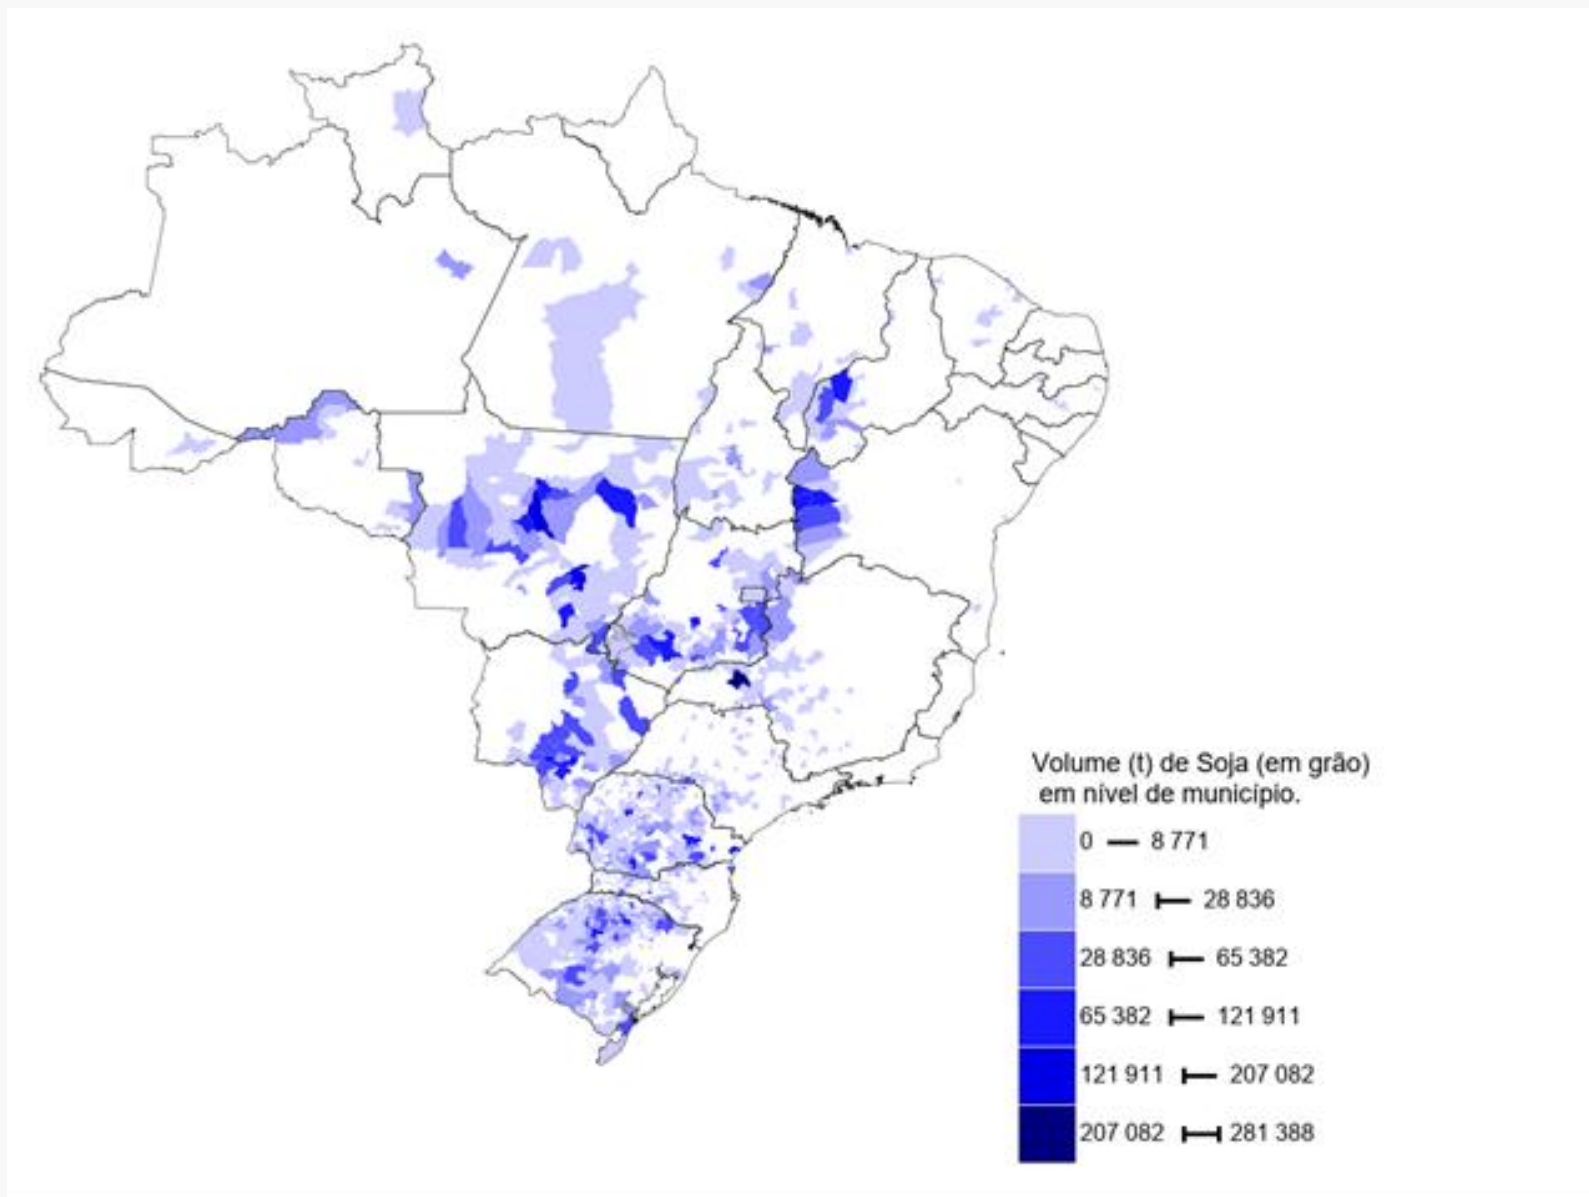 Volume (t) de Soja (em grão)
em nível de município.
0 — 8 771
8 771 ⊢ 28 836
28 836 ⊢ 65 382
65 382 ⊢ 121 911
121 911 ⊢ 207 082
207 082 ⊢⊣ 281 388